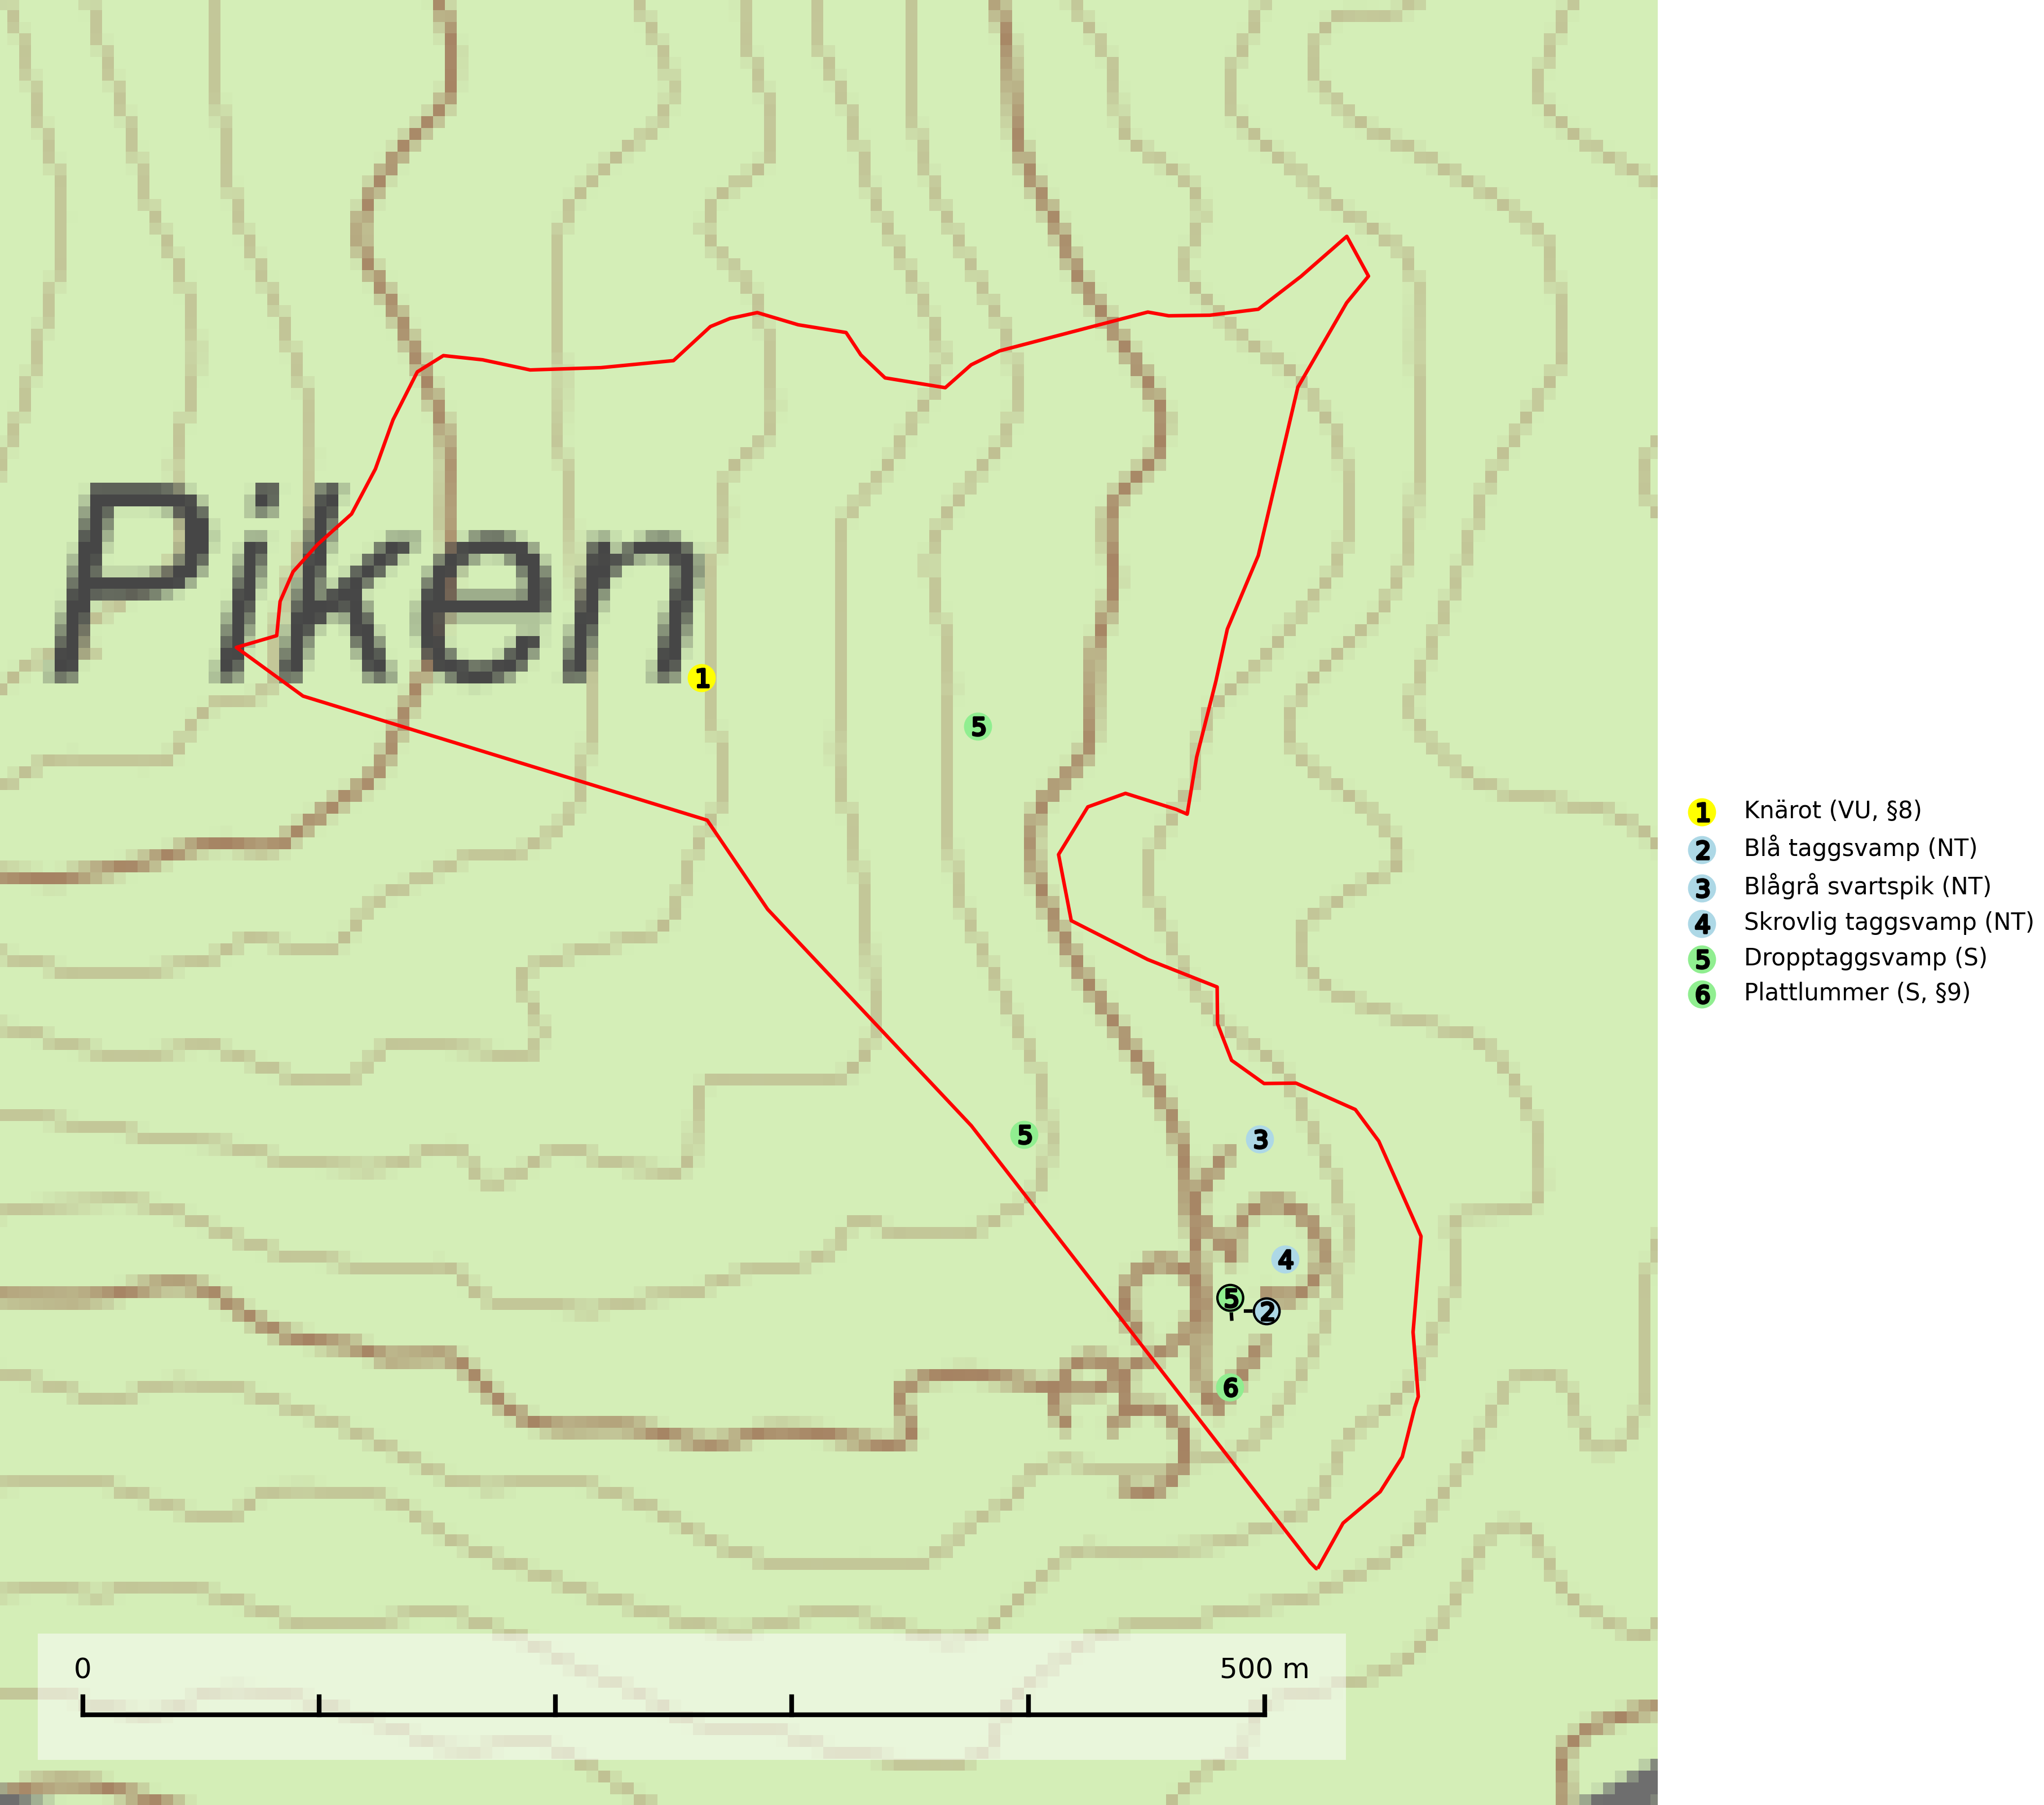 Piken
1
5
5
3
4
5
2
6
0
500 m
1 Knärot (VU, §8)
2 Blå taggsvamp (NT)
3 Blågrå svartspik (NT)
4 Skrovlig taggsvamp (NT)
5 Dropptaggsvamp (S)
6 Plattlummer (S, §9)